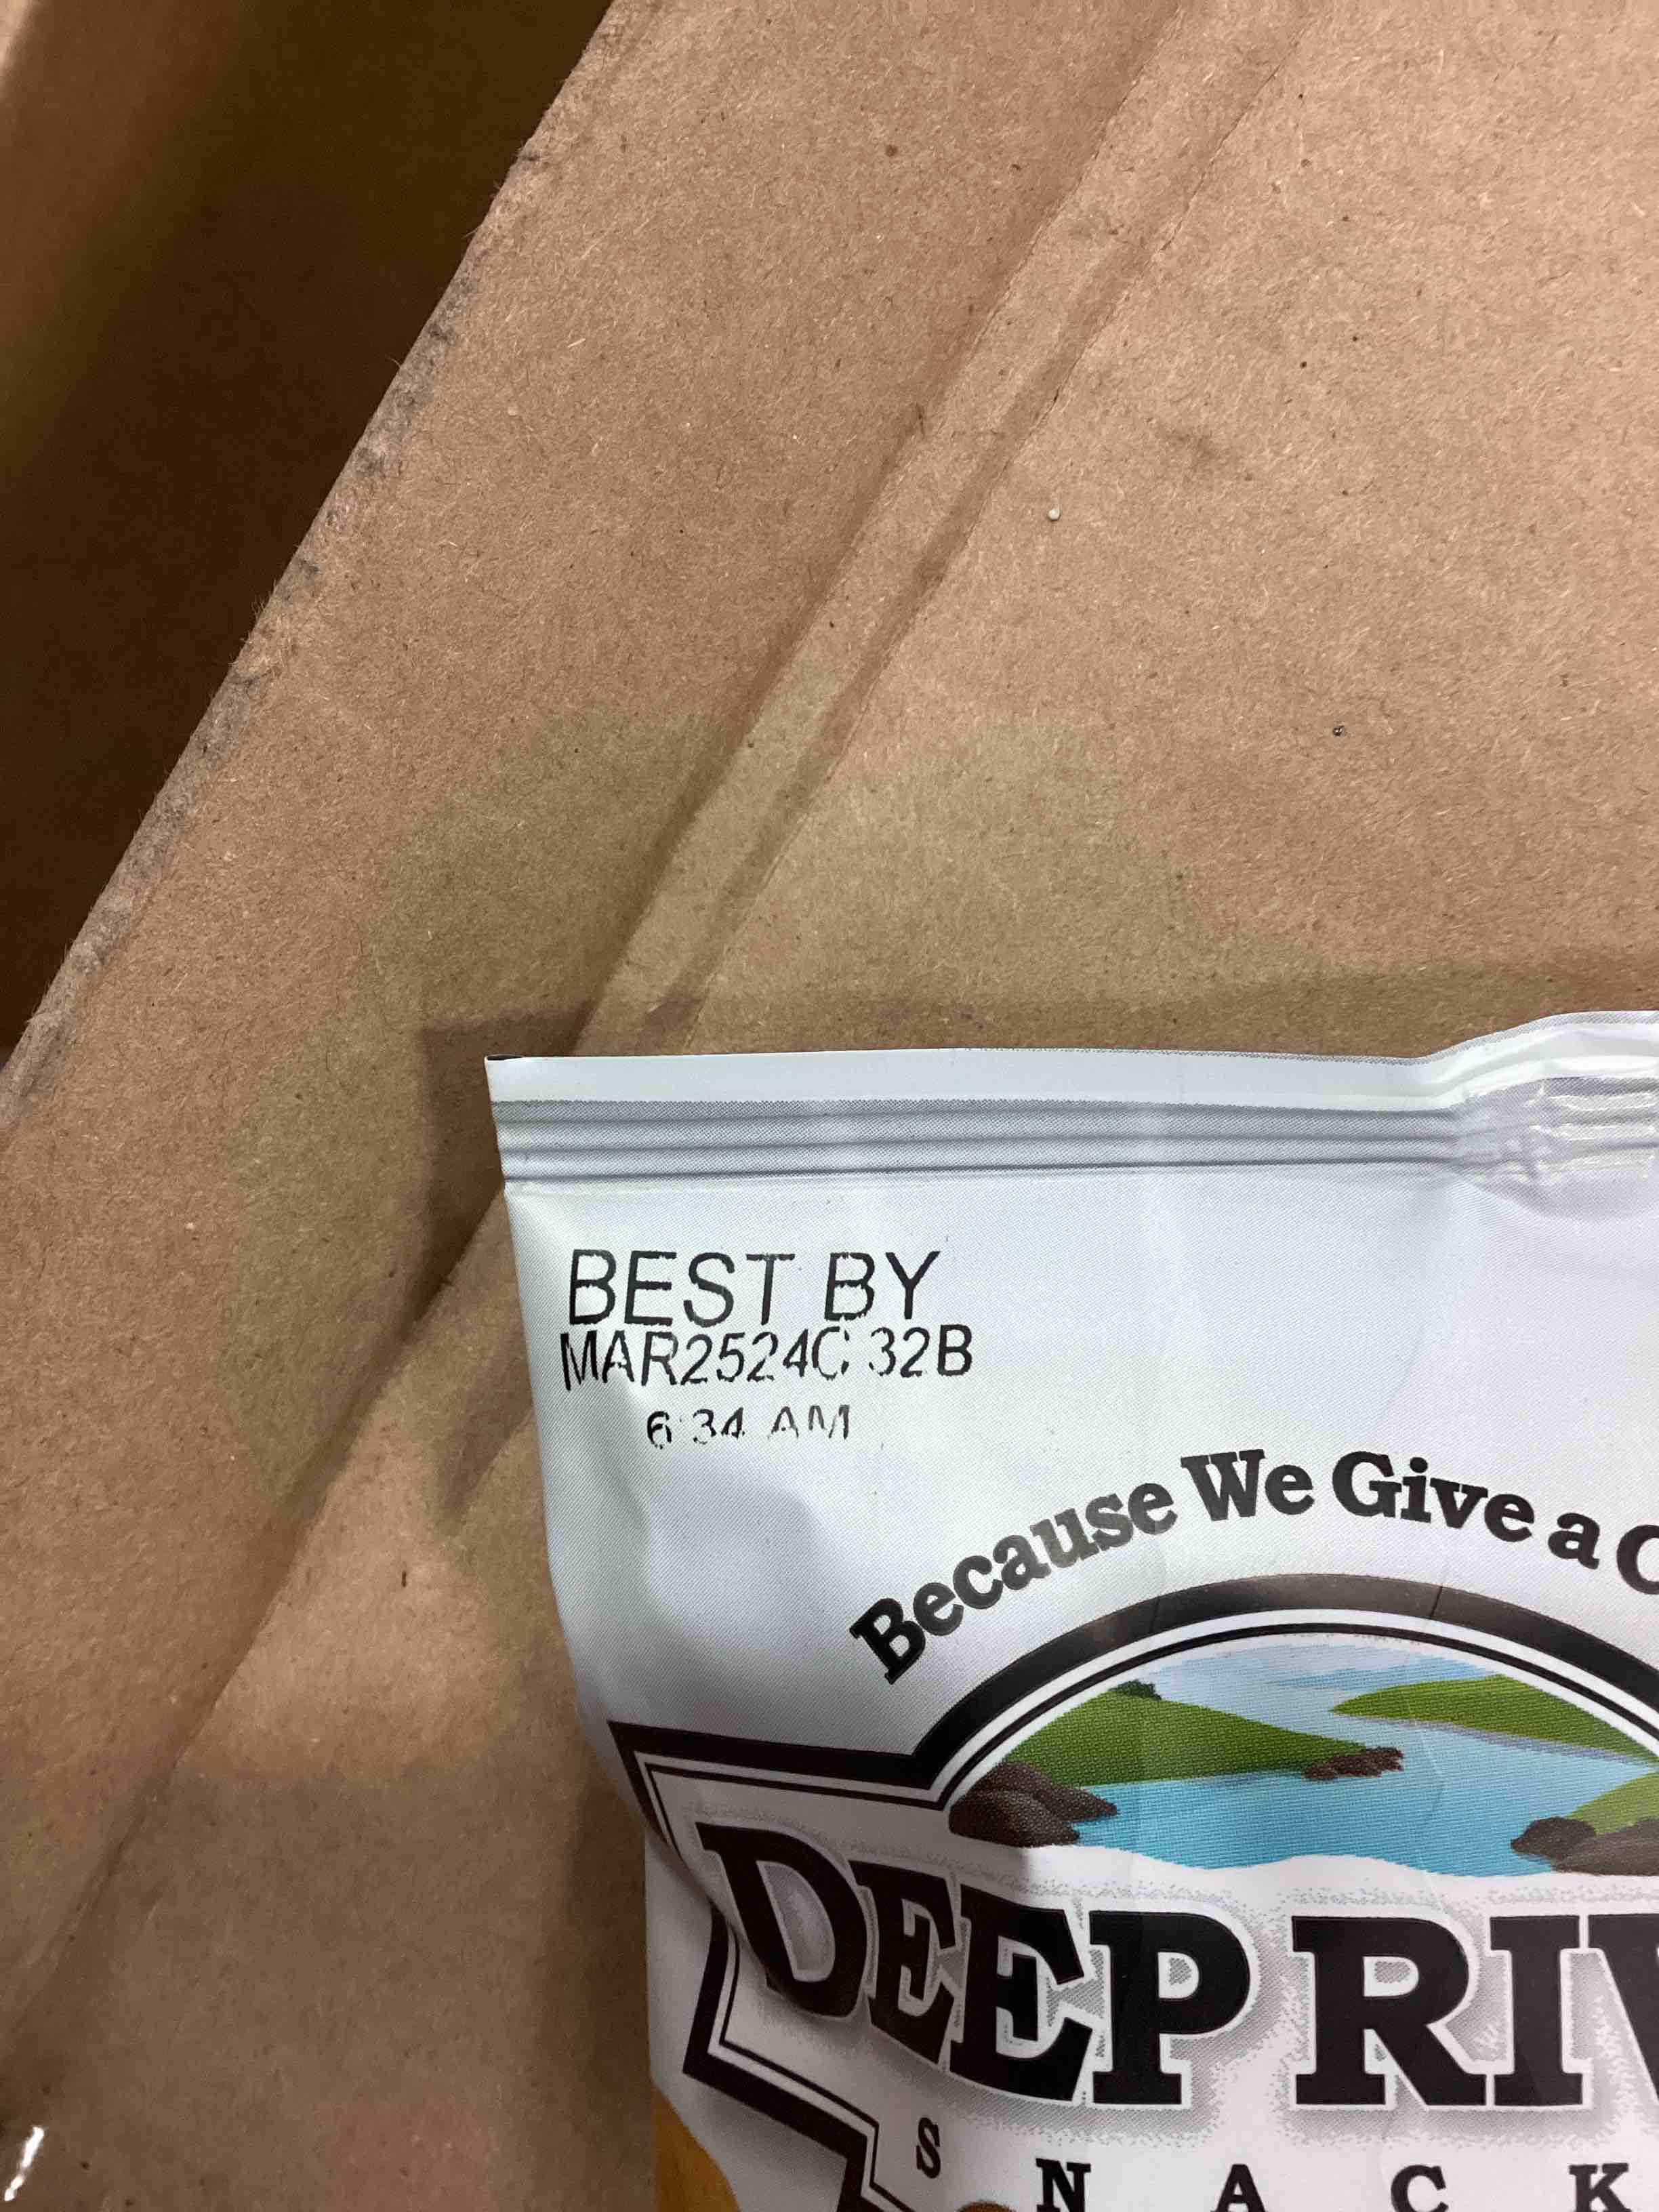 BEST BY
MAR2524C 32B
6:34 AM
Because We Give a
DEEP RIV
SNACK